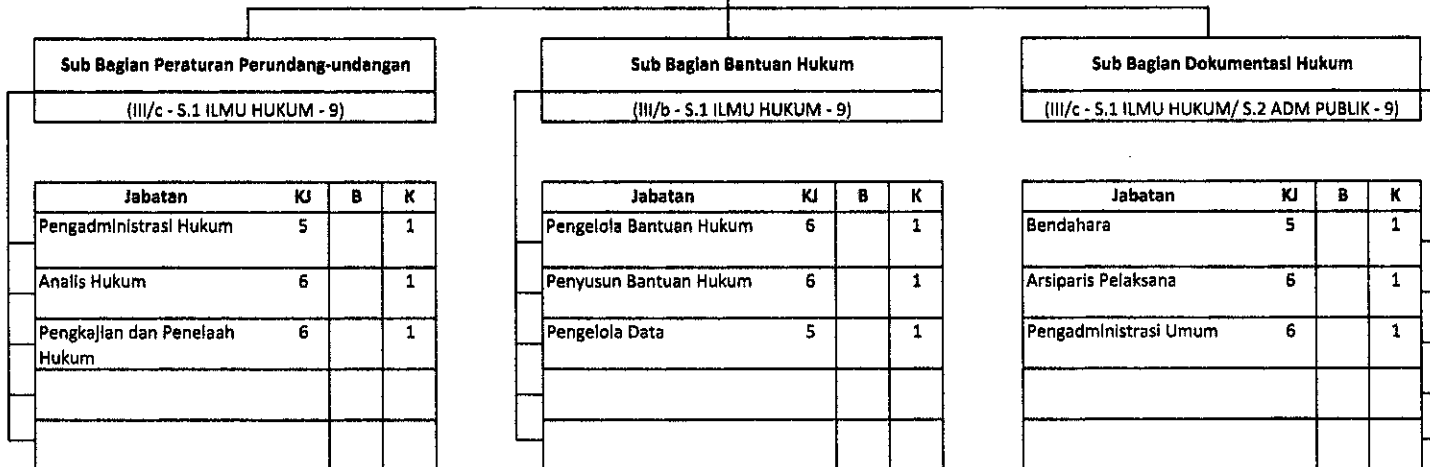 Sub Bagian Peraturan Perundang-undangan
(III/c - S.1 ILMU HUKUM - 9)
Jabatan KJ B K
Pengadministrasi Hukum 5 1
Analis Hukum 6 1
Pengkajian dan Penelaah 6 1
Hukum
Sub Bagian Bantuan Hukum
(III/b - S.1 ILMU HUKUM - 9)
Jabatan KJ B K
Pengelola Bantuan Hukum 6 1
Penyusun Bantuan Hukum 6 1
Pengelola Data 5 1
Sub Bagian Dokumentasi Hukum
(III/c - S.1 ILMU HUKUM/ S.2 ADM PUBLIK - 9)
Jabatan KJ B K
Bendahara 5 1
Arsiparis Pelaksana 6 1
Pengadministrasi Umum 6 1